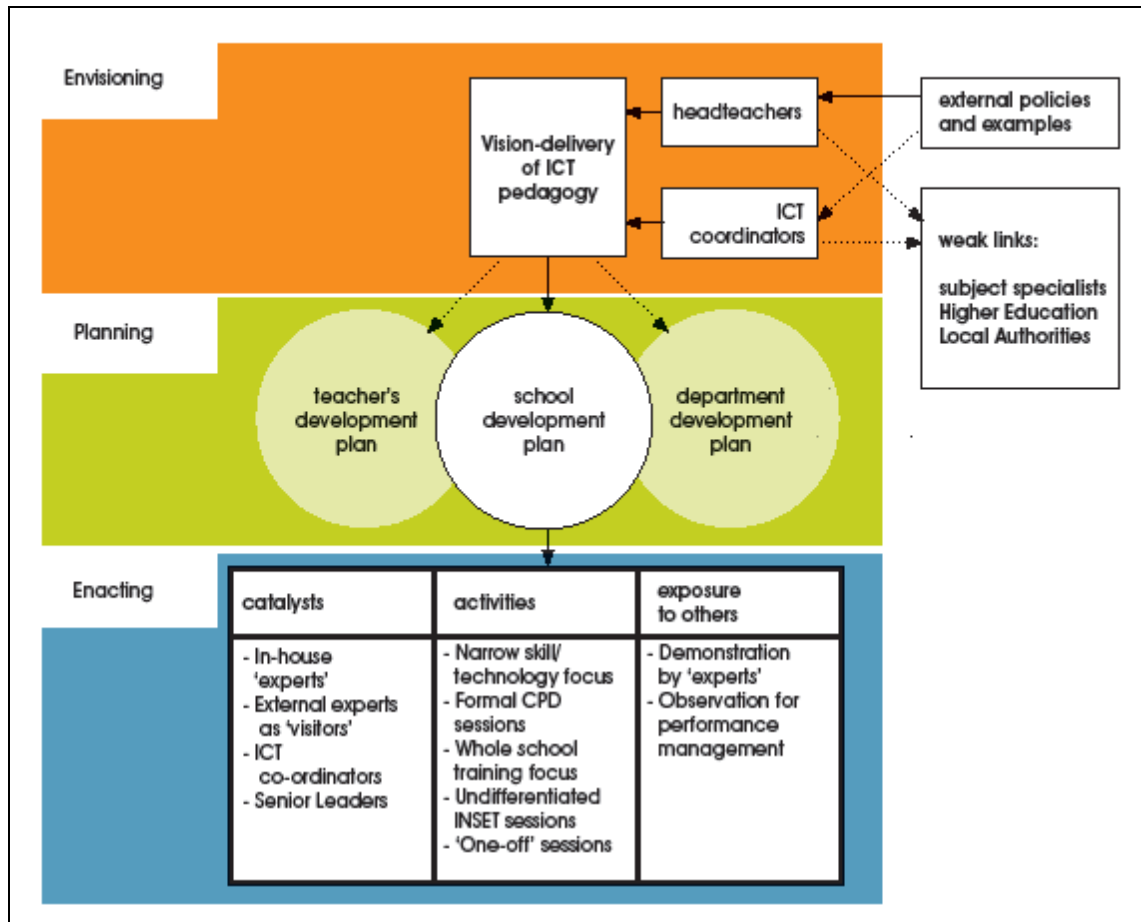 Envisioning
Vision-delivery
of ICT
pedagogy
headteachers
ICT
coordinators
external policies
and examples
weak links:
subject specialists
Higher Education
Local Authorities
Planning
teacher's
development
plan
school
development
plan
department
development
plan
Enacting
catalysts
activities
exposure
to others
- In-house
'experts'
- External experts
as 'visitors'
- ICT
co-ordinators
- Senior Leaders
- Narrow skill/
technology focus
- Formal CPD
sessions
- Whole school
training focus
- Undifferentiated
INSET sessions
- 'One-off' sessions
- Demonstration
by 'experts'
- Observation for
performance
management